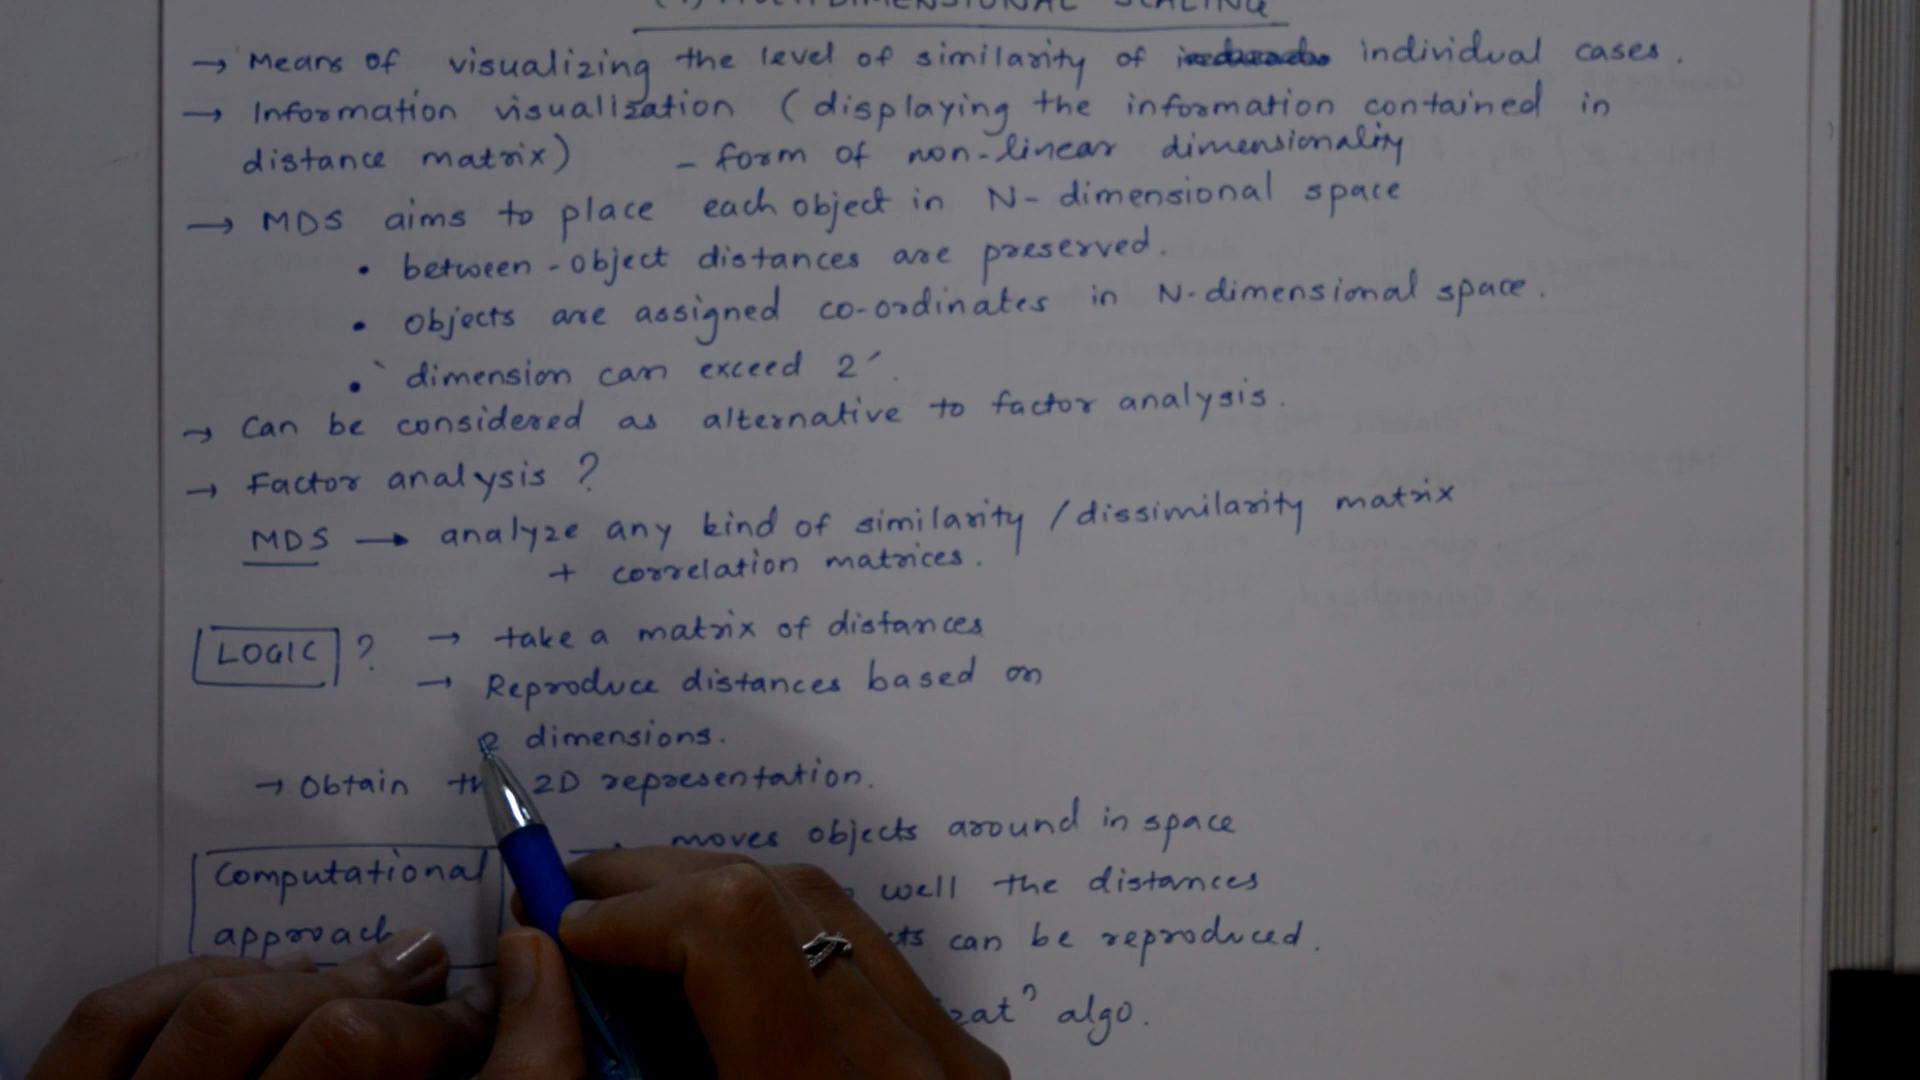 MULTIDIMENSIONAL SCALING
→ Means of visualizing the level of similarity of individual cases.
→ Information visualization (displaying the information contained in
distance matrix) - form of non-linear dimensionality
→ MDS aims to place each object in N-dimensional space
• between-object distances are preserved.
• objects are assigned co-ordinates in N-dimensional space.
• `dimension can exceed 2´.
→ Can be considered as alternative to factor analysis.
→ Factor analysis ?
MDS → analyze any kind of similarity / dissimilarity matrix
+ correlation matrices.
LOGIC ? → take a matrix of distances
→ Reproduce distances based on
2 dimensions.
→ Obtain 2D representation.
Computational approach → moves objects around in space
well the distances
can be reproduced.
algo.